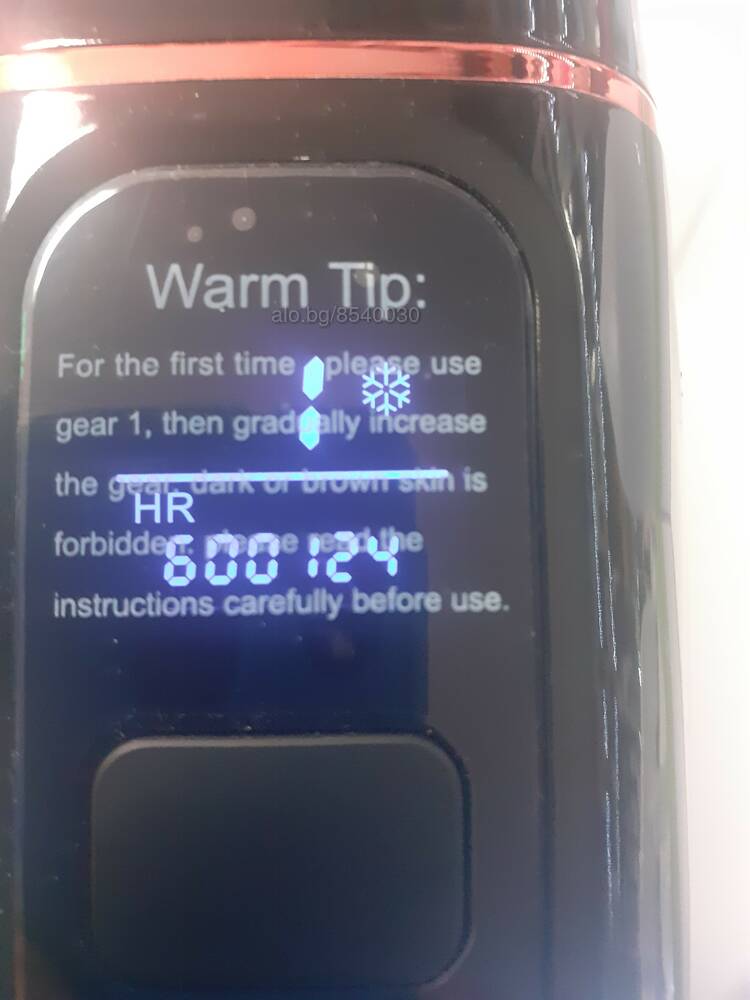 Warm Tip:
alo.bg/8540030
For the first time, please use
1
gear 1, then gradually increase
the gear. dark or brown skin is
HR
forbidden. please read the
600124
instructions carefully before use.